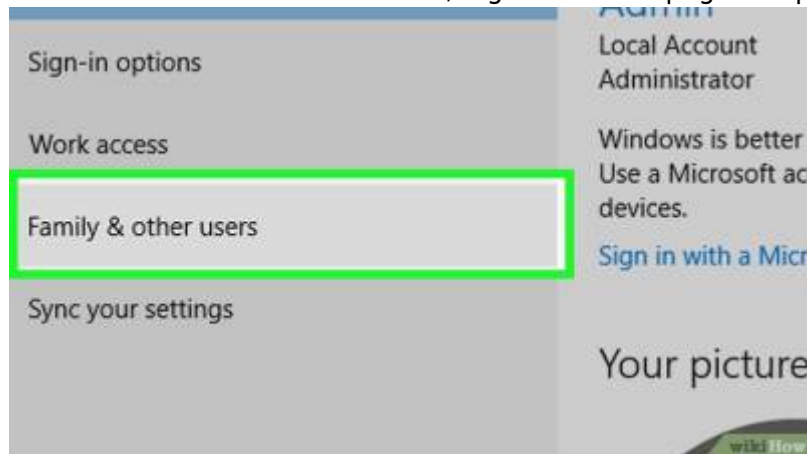 Admin
Local Account
Administrator
Sign-in options
Work access
Family & other users
Sync your settings
Windows is better
Use a Microsoft ac
devices.
Sign in with a Micr
Your picture
wikiHow